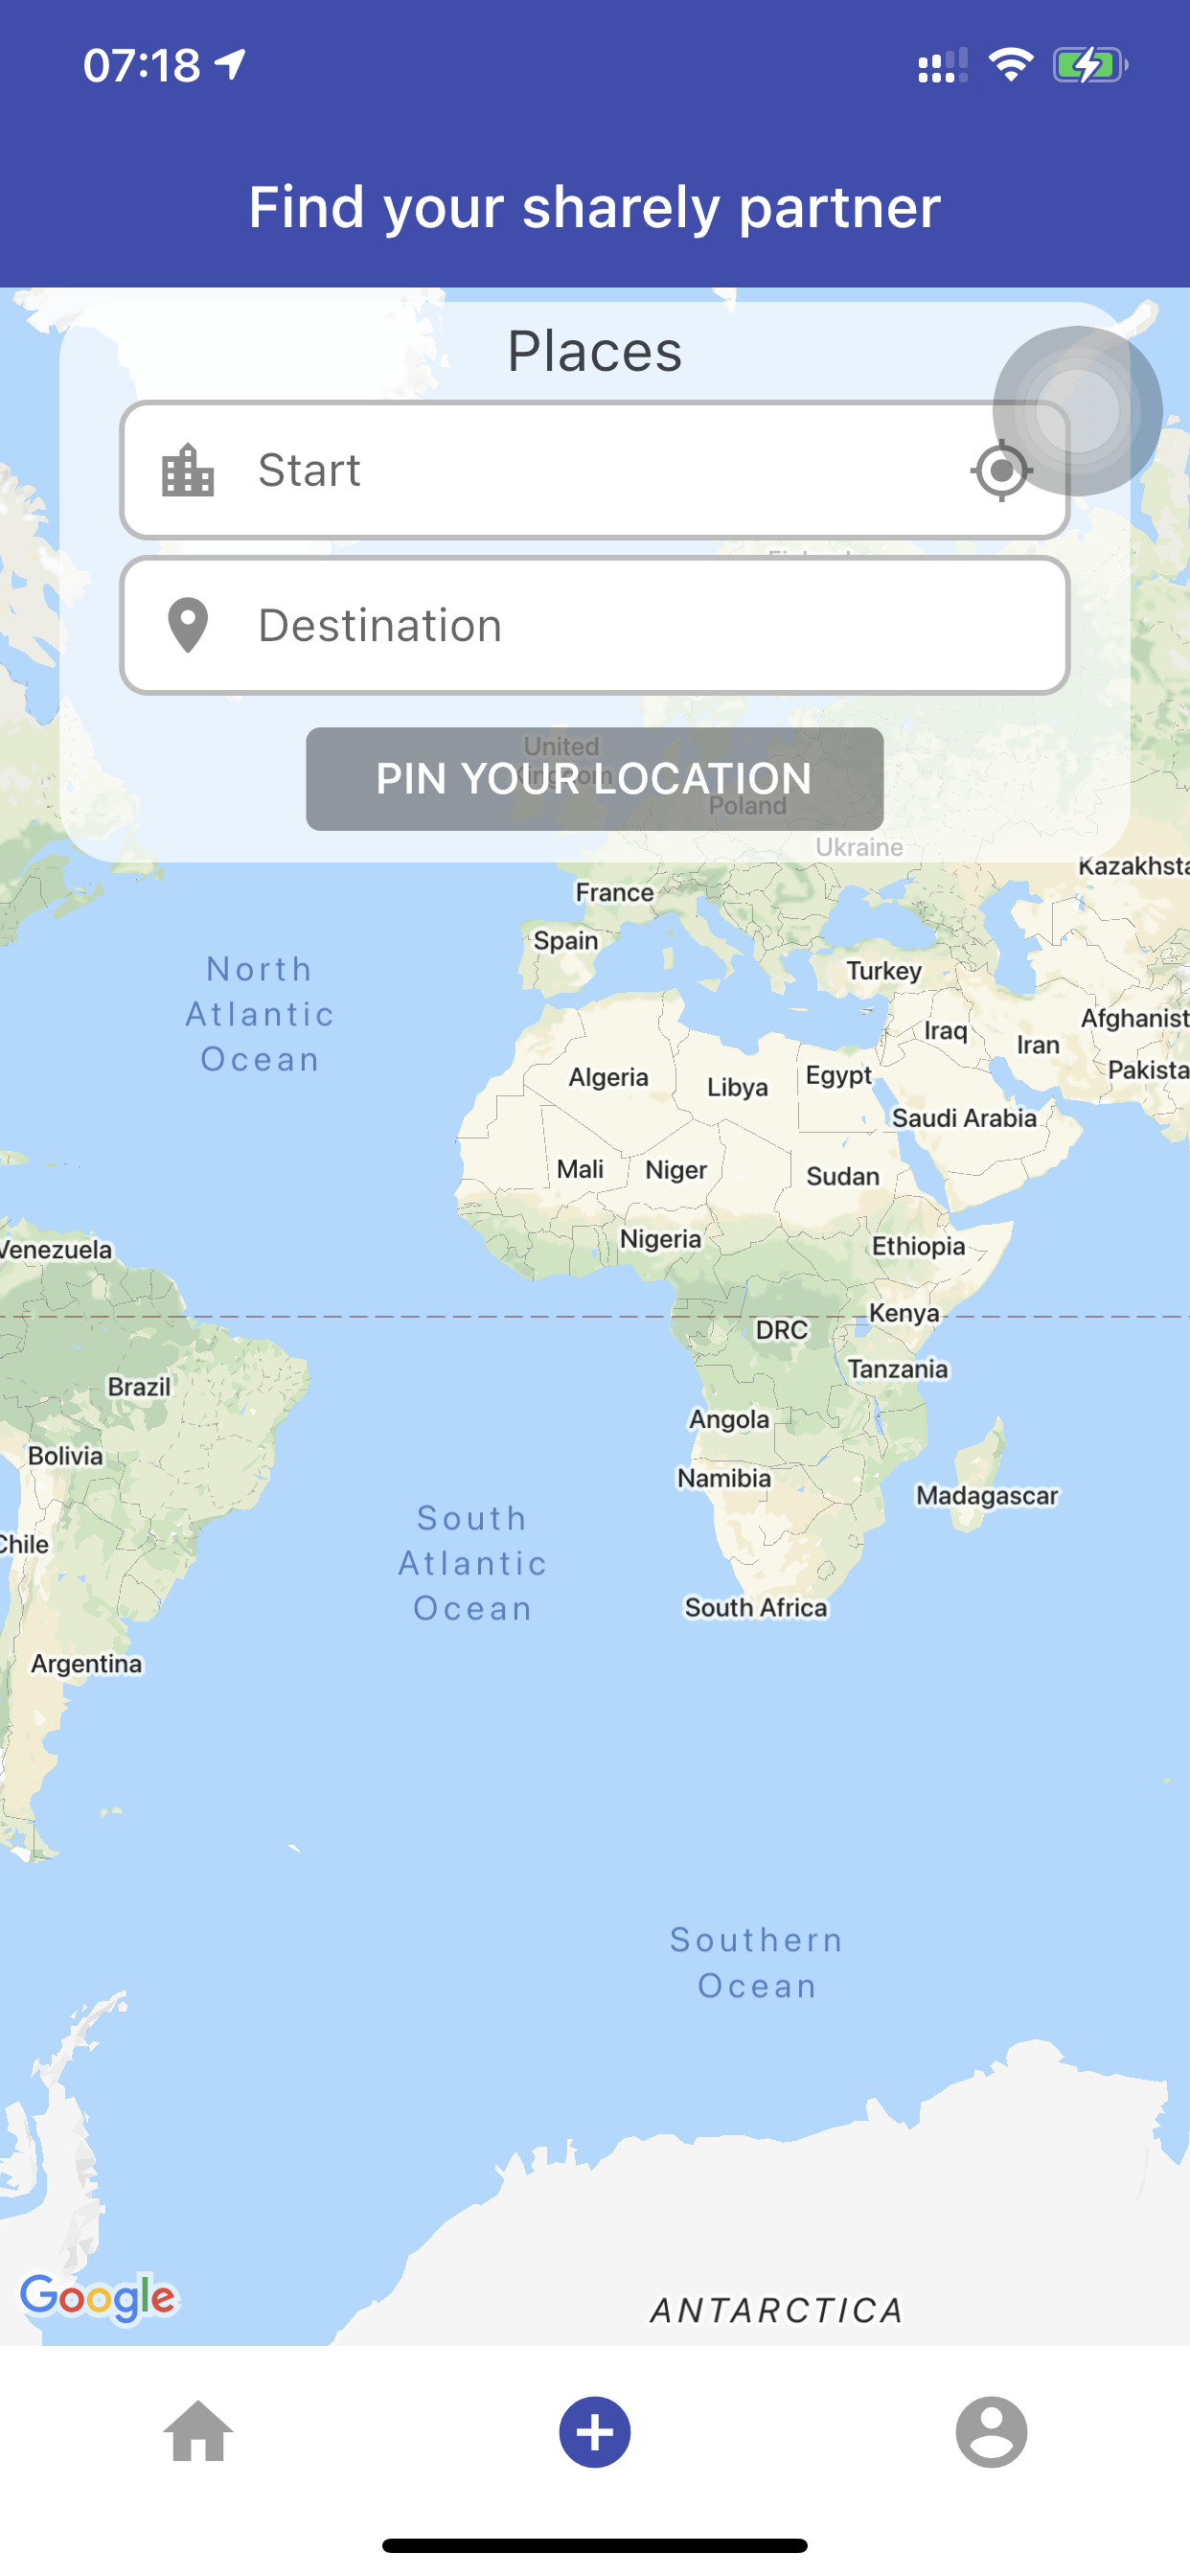 07:18
Find your sharely partner
Places
Start
Destination
United
PIN YOUR LOCATION
Poland
Ukraine
Kazakhsta
France
Spain
North
Atlantic
Ocean
Turkey
Iraq
Iran
Afghanist
Pakista
Algeria
Libya
Egypt
Saudi Arabia
Mali
Niger
Sudan
Nigeria
Ethiopia
Venezuela
Kenya
DRC
Tanzania
Brazil
Angola
Bolivia
Namibia
Madagascar
Chile
South
Atlantic
Ocean
South Africa
Argentina
Southern
Ocean
Google
ANTARCTICA